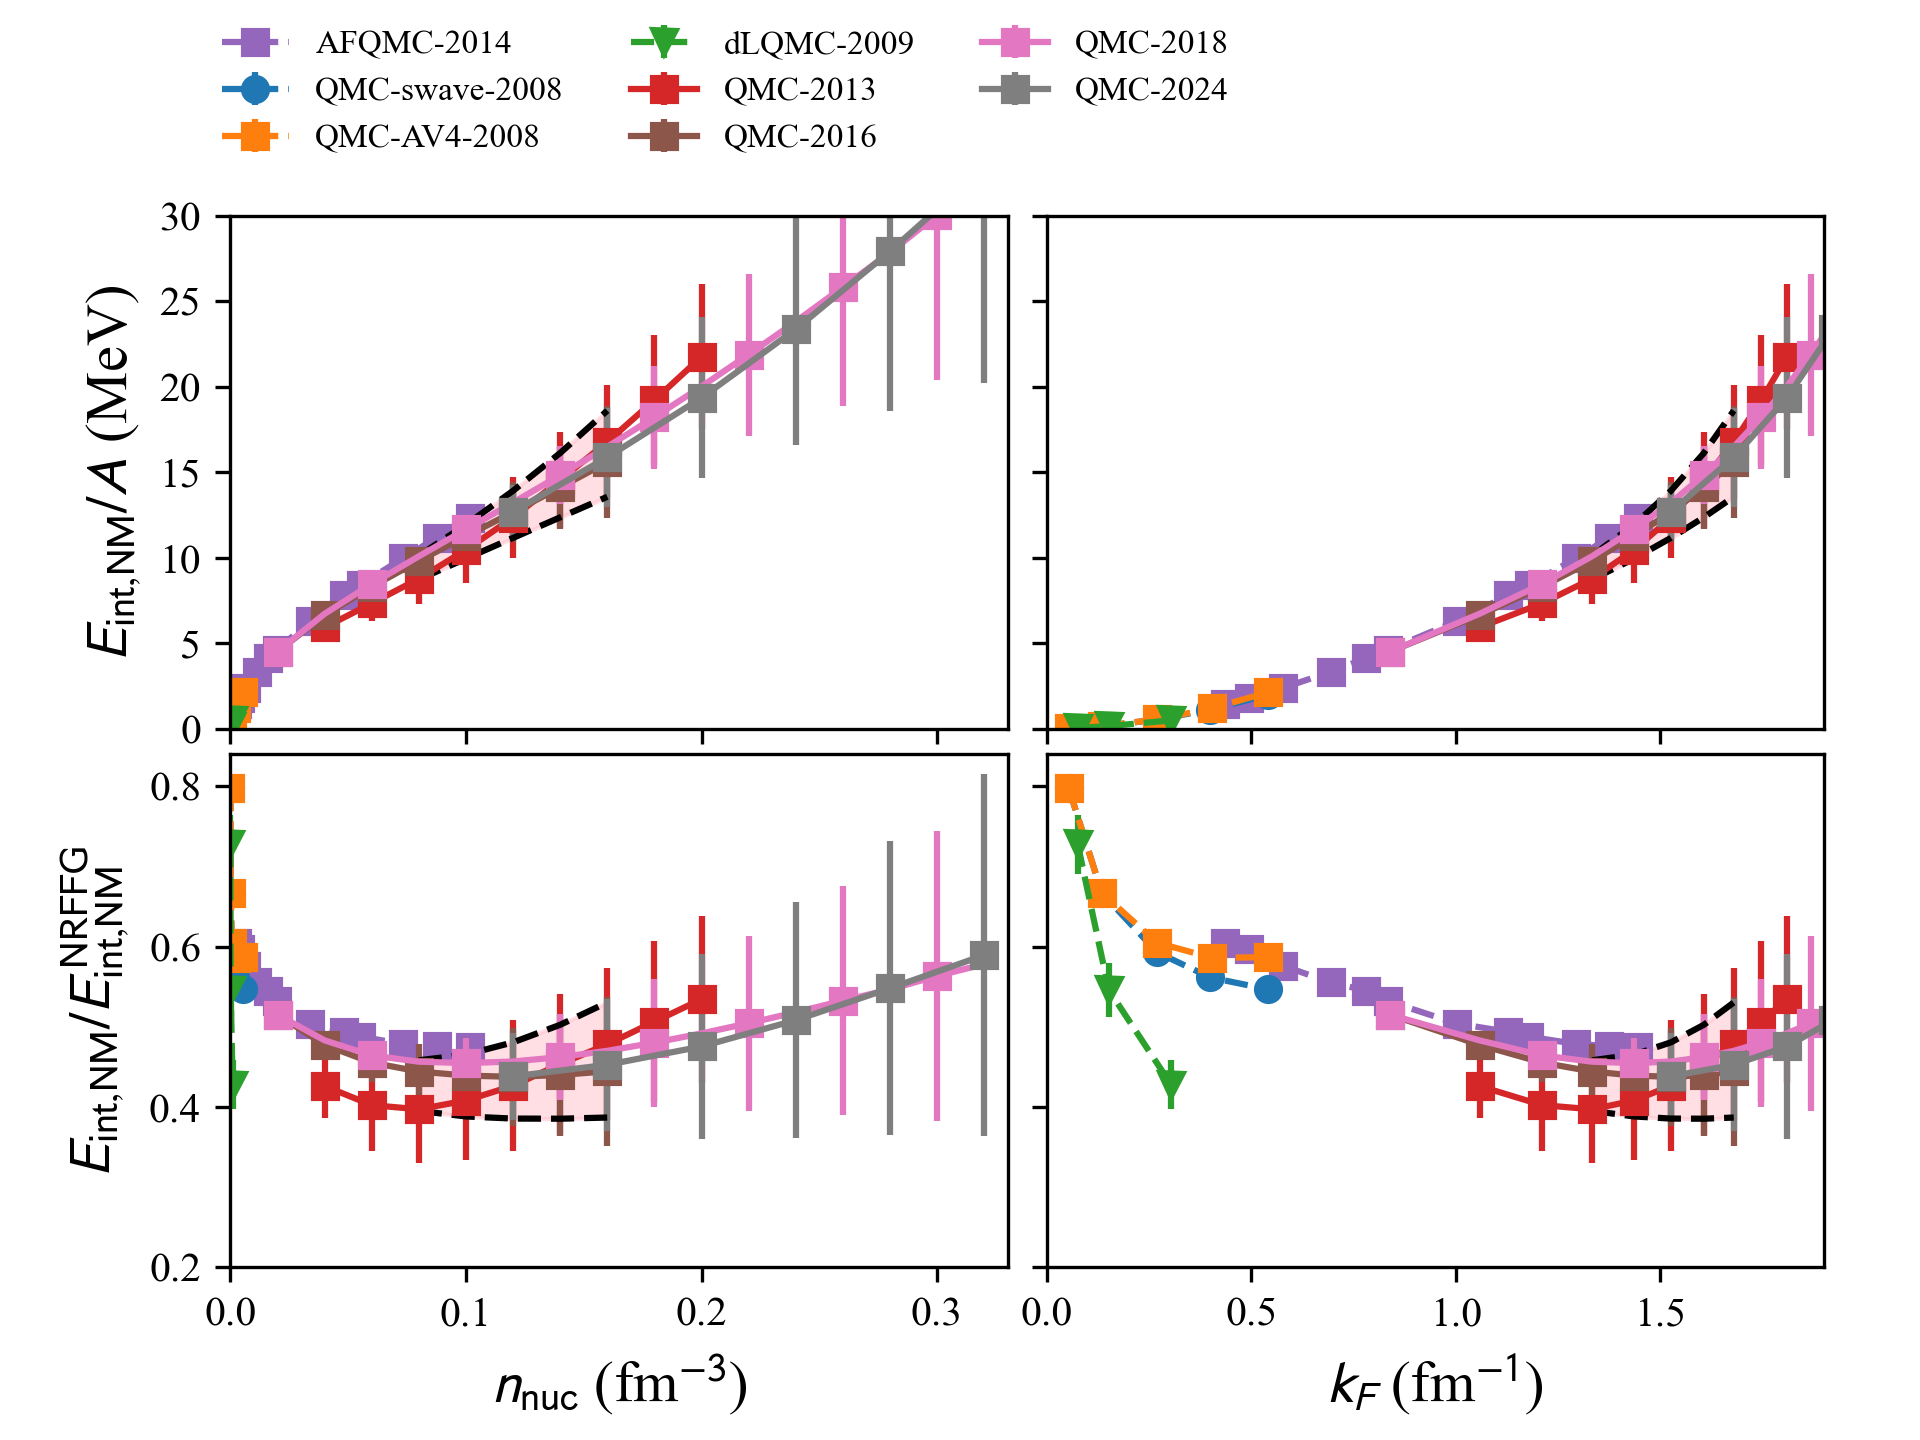 AFQMC-2014
QMC-swave-2008
QMC-AV4-2008
dLQMC-2009
QMC-2013
QMC-2016
QMC-2018
QMC-2024
E_int,NM/A (MeV)
30
25
20
15
10
5
0
E_int,NM/E^NRFFG_int,NM
0.8
0.6
0.4
0.2
0.0 0.1 0.2 0.3
0.0 0.5 1.0 1.5
n_nuc (fm⁻³)
k_F (fm⁻¹)